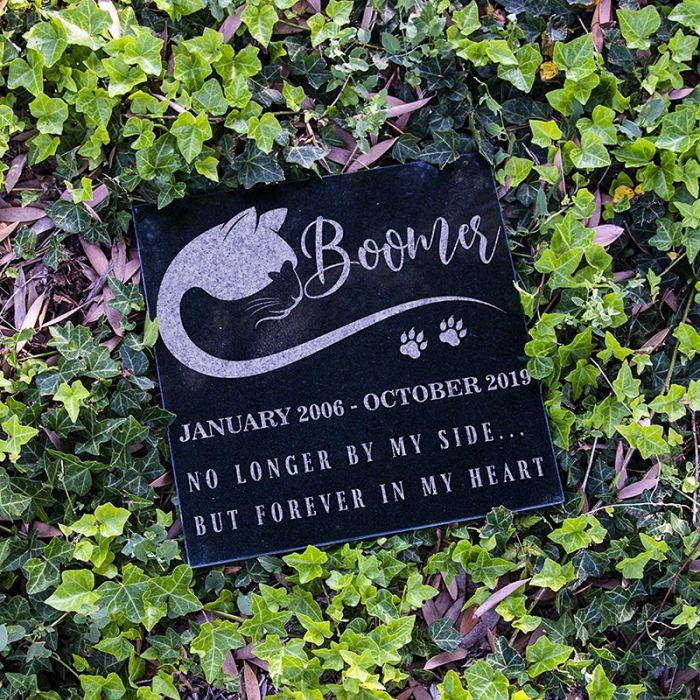 Boomer
JANUARY 2006 - OCTOBER 2019
NO LONGER BY MY SIDE...
BUT FOREVER IN MY HEART